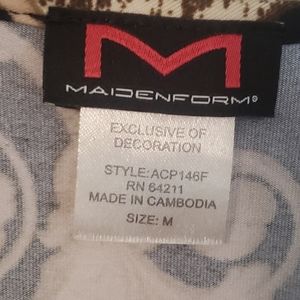 MAIDENFORM®
EXCLUSIVE OF
DECORATION
STYLE: ACP146F
RN 64211
MADE IN CAMBODIA
SIZE: M